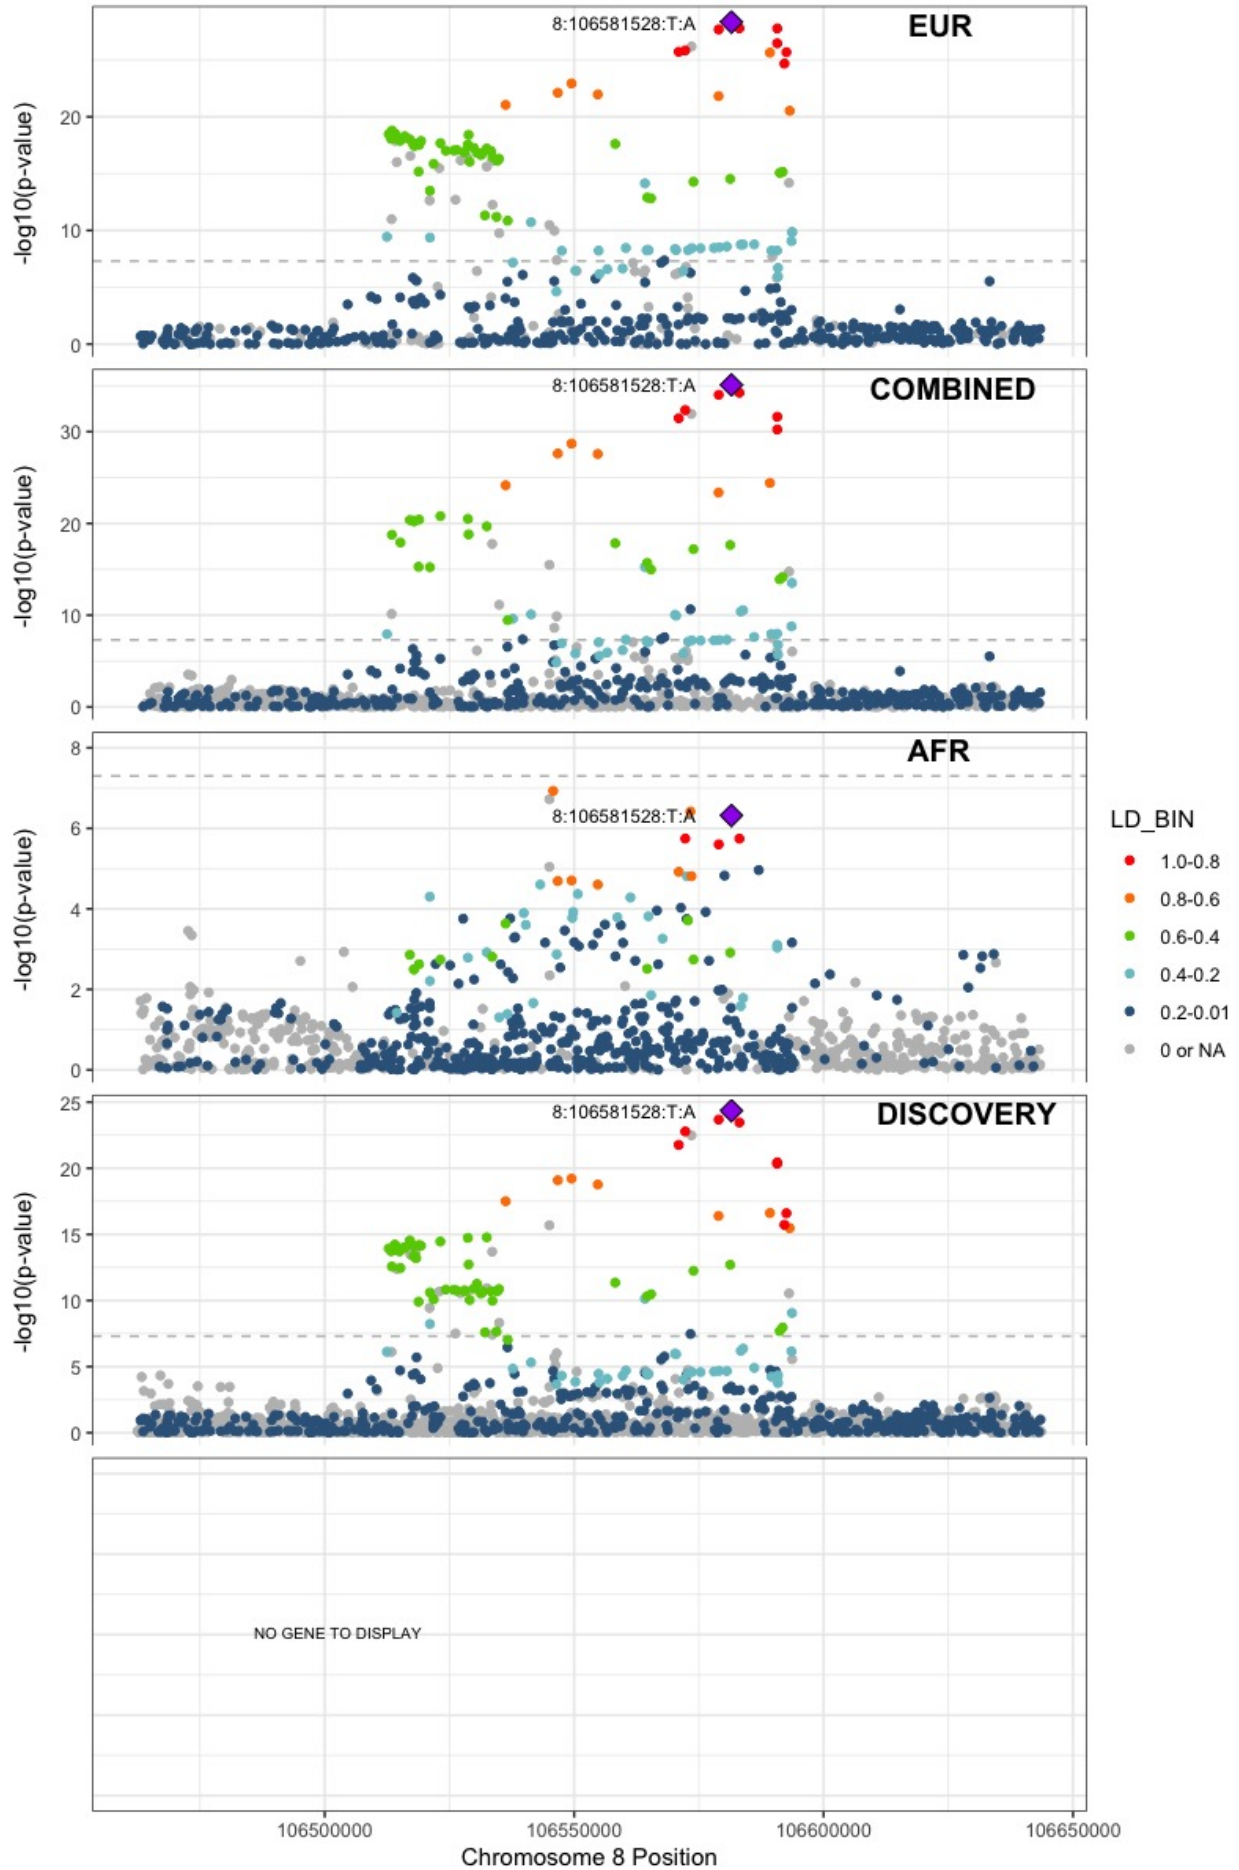 8:106581528:T:A
EUR
-log10(p-value)
20
10
0
8:106581528:T:A
COMBINED
-log10(p-value)
30
20
10
0
AFR
8:106581528:T:A
-log10(p-value)
8
6
4
2
0
8:106581528:T:A
DISCOVERY
-log10(p-value)
25
20
15
10
5
0
LD_BIN
1.0-0.8
0.8-0.6
0.6-0.4
0.4-0.2
0.2-0.01
0 or NA
NO GENE TO DISPLAY
106500000 106550000 106600000 106650000
Chromosome 8 Position